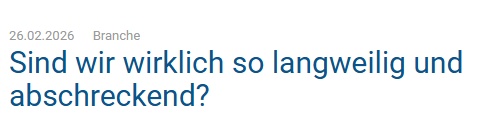 26.02.2026 Branche
Sind wir wirklich so langweilig und
abschreckend?